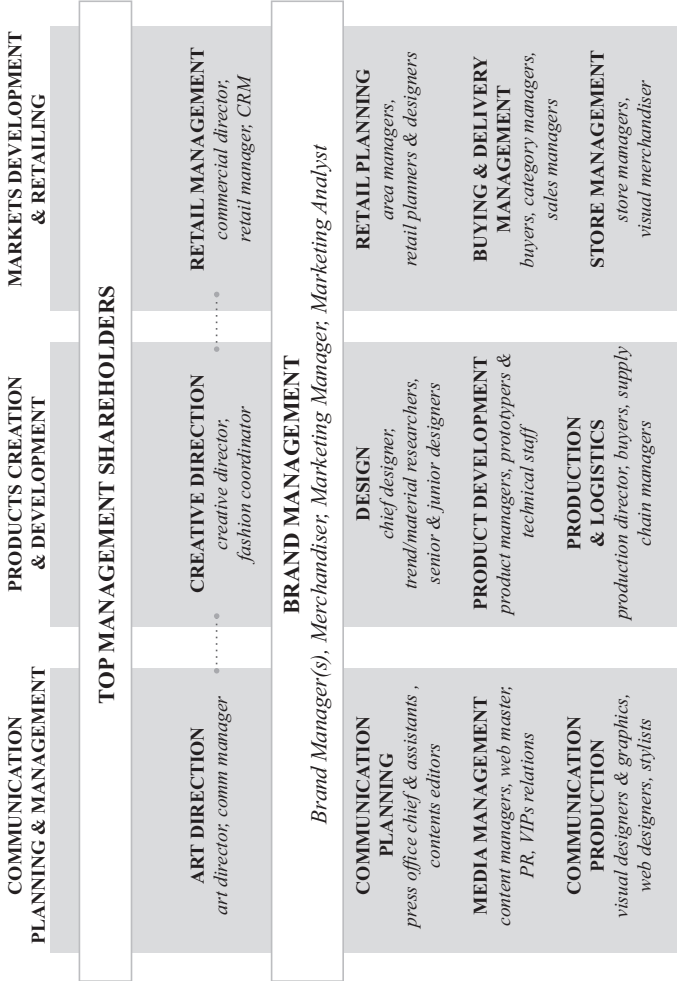 COMMUNICATION
PLANNING & MANAGEMENT
PRODUCTS CREATION
& DEVELOPMENT
MARKETS DEVELOPMENT
& RETAILING
TOP MANAGEMENT SHAREHOLDERS
ART DIRECTION
art director, comm manager
CREATIVE DIRECTION
creative director,
fashion coordinator
RETAIL MANAGEMENT
commercial director,
retail manager, CRM
BRAND MANAGEMENT
Brand Manager(s), Merchandiser, Marketing Manager, Marketing Analyst
COMMUNICATION
PLANNING
press office chief & assistants ,
contents editors
DESIGN
chief designer,
trend/material researchers,
senior & junior designers
RETAIL PLANNING
area managers,
retail planners & designers
MEDIA MANAGEMENT
content managers, web master,
PR, VIPs relations
PRODUCT DEVELOPMENT
product managers, prototypers &
technical staff
BUYING & DELIVERY
MANAGEMENT
buyers, category managers,
sales managers
COMMUNICATION
PRODUCTION
visual designers & graphics,
web designers, stylists
PRODUCTION
& LOGISTICS
production director, buyers, supply
chain managers
STORE MANAGEMENT
store managers,
visual merchandiser